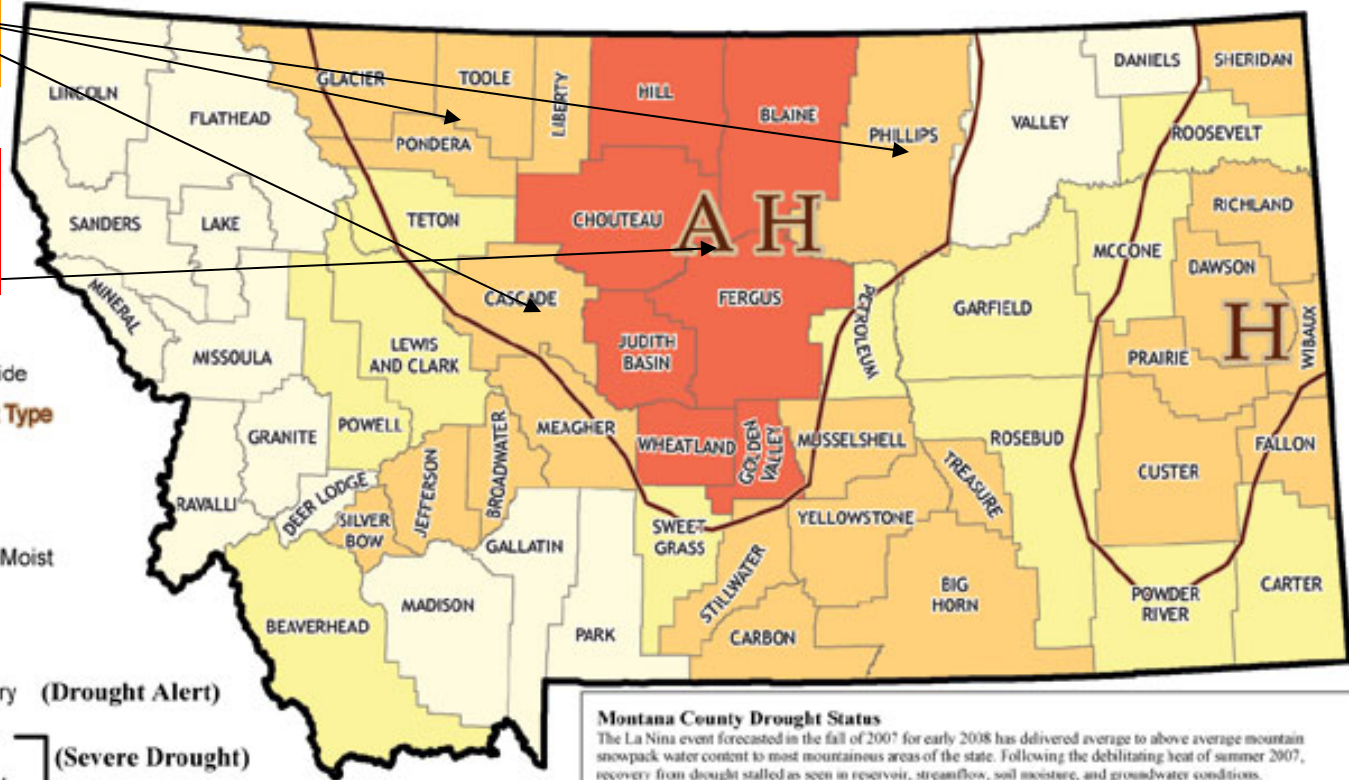 LINCOLN
FLATHEAD
GLACIER
TOOLE
LIBERTY
HILL
BLAINE
PHILLIPS
VALLEY
DANIELS
SHERIDAN
PONDERA
ROOSEVELT
SANDERS
LAKE
TETON
CHOUTEAU
A H
MCCONE
RICHLAND
DAWSON
MINERAL
CASCADE
FERGUS
PETROLEUM
GARFIELD
H
WIBAUX
MISSOULA
LEWIS
AND CLARK
JUDITH
BASIN
PRAIRIE
ide
Type
GRANITE
POWELL
BROADWATER
MEAGHER
WHEATLAND
GOLDEN
VALLEY
MUSSELSHELL
ROSEBUD
TREASURE
CUSTER
FALLON
RAVALLI
DEER LODGE
SILVER
BOW
JEFFERSON
GALLATIN
SWEET
GRASS
YELLOWSTONE
Moist
MADISON
BEAVERHEAD
PARK
STILLWATER
CARBON
BIG
HORN
POWDER
RIVER
CARTER
ry (Drought Alert)
(Severe Drought)
Montana County Drought Status
The La Nina event forecasted in the fall of 2007 for early 2008 has delivered average to above average mountain
snowpack water content to most mountainous areas of the state. Following the debilitating heat of summer 2007,
recovery from drought stalled as seen in reservoir, streamflow, soil moisture, and groundwater conditions.